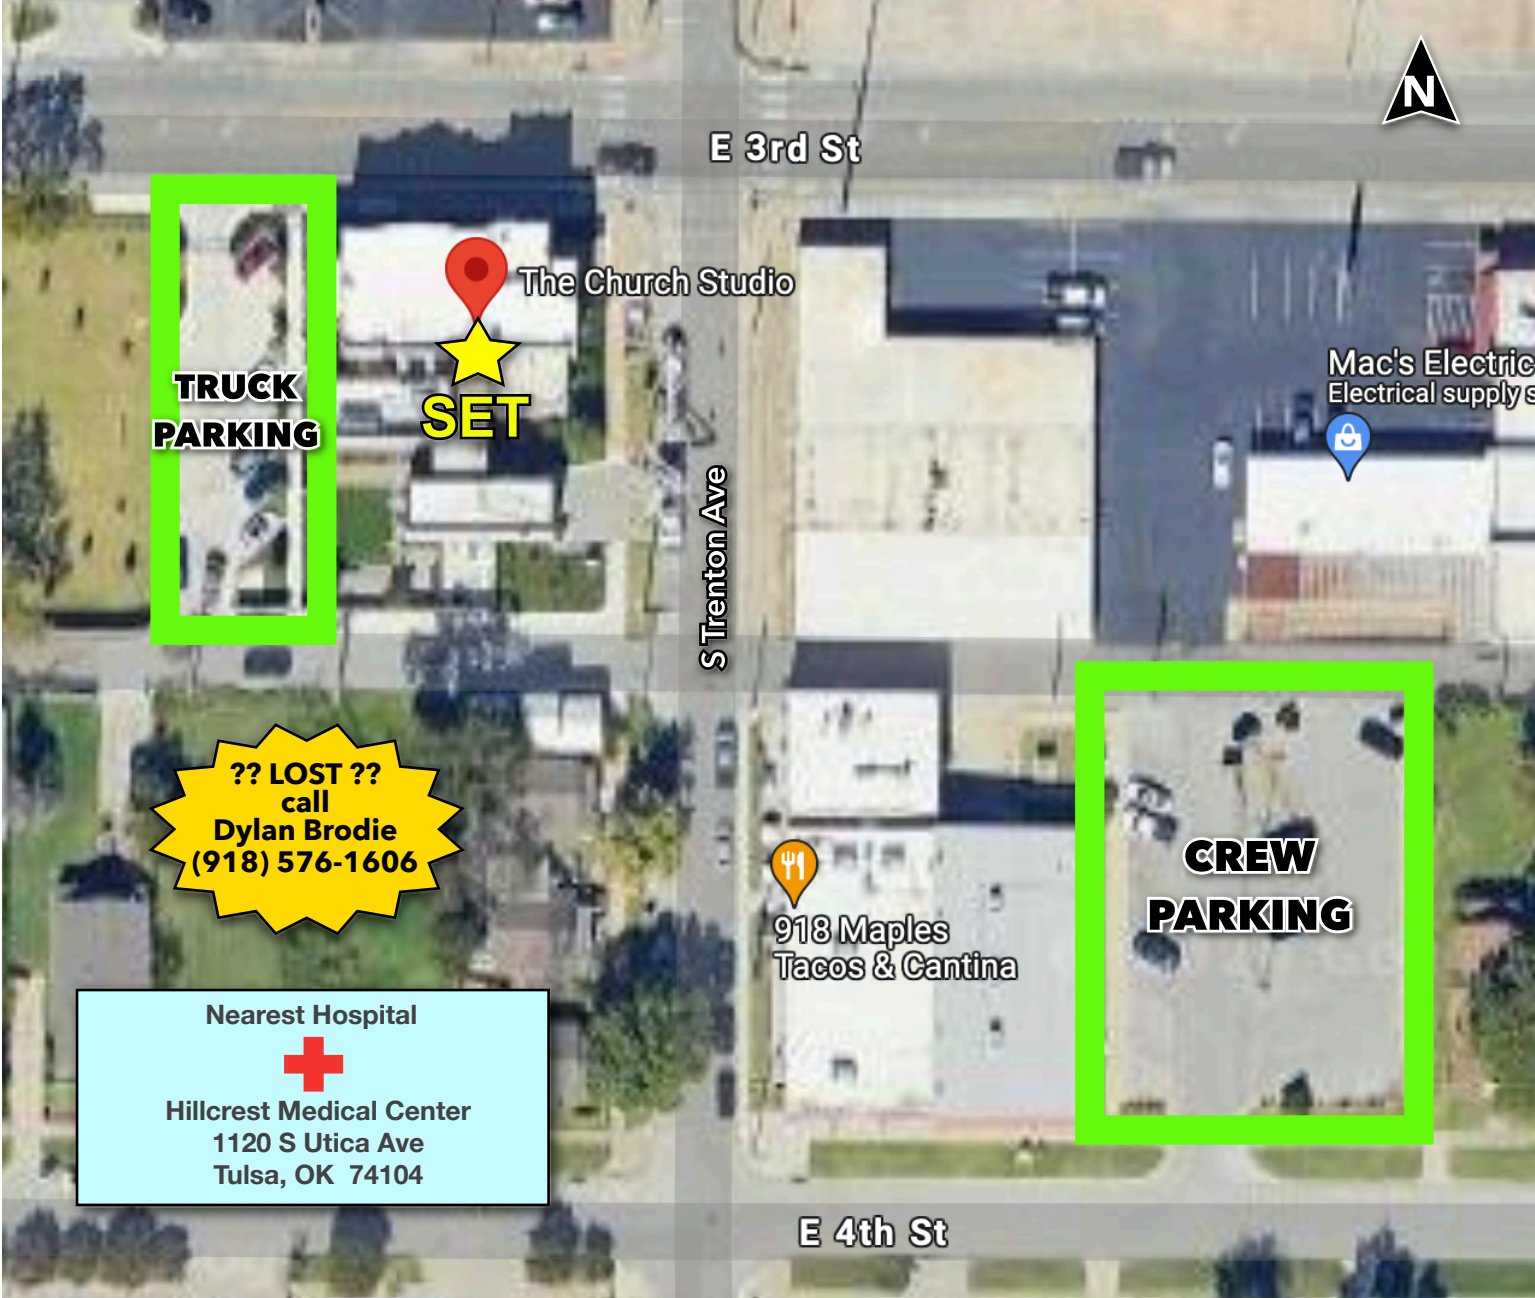 N
E 3rd St
The Church Studio
SET
TRUCK
PARKING
Mac's Electric
Electrical supply s
S Trenton Ave
?? LOST ??
call
Dylan Brodie
(918) 576-1606
CREW
PARKING
918 Maples
Tacos & Cantina
Nearest Hospital
Hillcrest Medical Center
1120 S Utica Ave
Tulsa, OK 74104
E 4th St